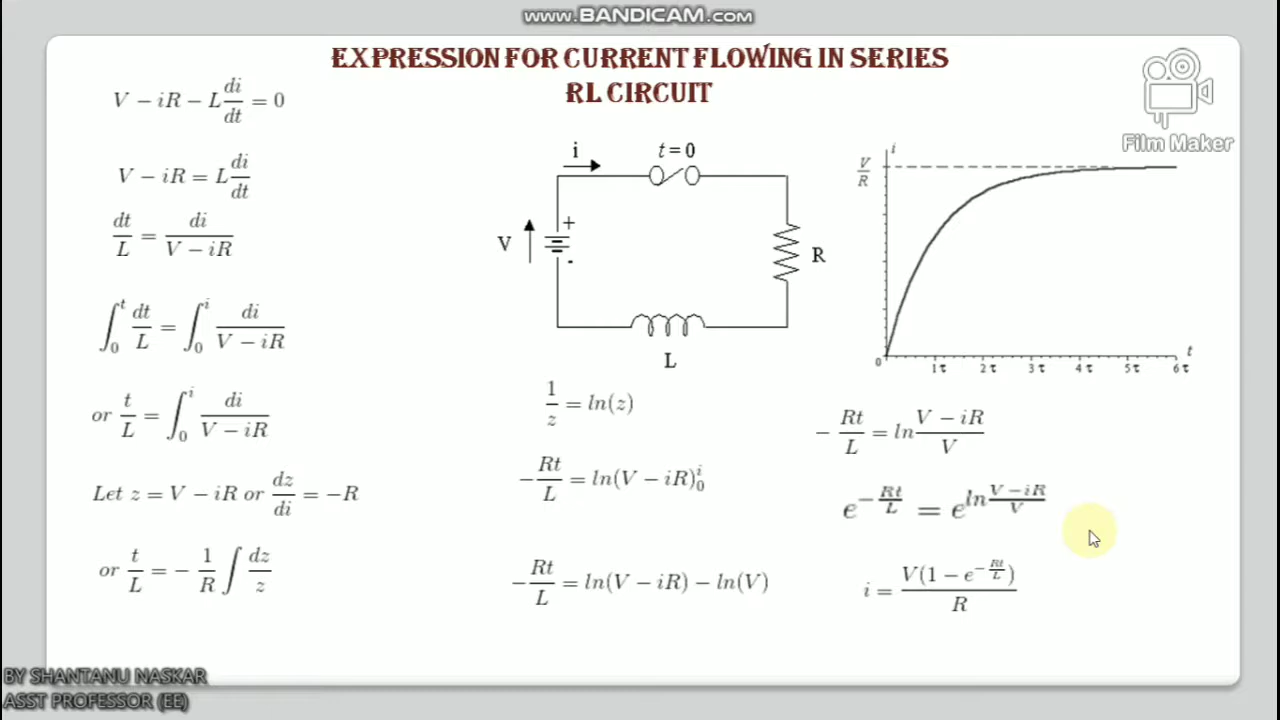 www.BANDICAM.com
EXPRESSION FOR CURRENT FLOWING IN SERIES
RL CIRCUIT
Film Maker
V − iR − L di/dt = 0
V − iR = L di/dt
dt/L = di/(V − iR)
∫₀ᵗ dt/L = ∫₀ⁱ di/(V − iR)
or t/L = ∫₀ⁱ di/(V − iR)
Let z = V − iR or dz/di = −R
or t/L = − 1/R ∫ dz/z
i
t = 0
V
+
-
R
L
1/z = ln(z)
− Rt/L = ln(V − iR)₀ⁱ
− Rt/L = ln(V − iR) − ln(V)
i
V/R
0
1τ 2τ 3τ 4τ 5τ 6τ
t
− Rt/L = ln (V − iR)/V
e^(−Rt/L) = e^(ln (V − iR)/V)
i = V(1 − e^(−Rt/L))/R
BY SHANTANU NASKAR
ASST PROFESSOR (EE)